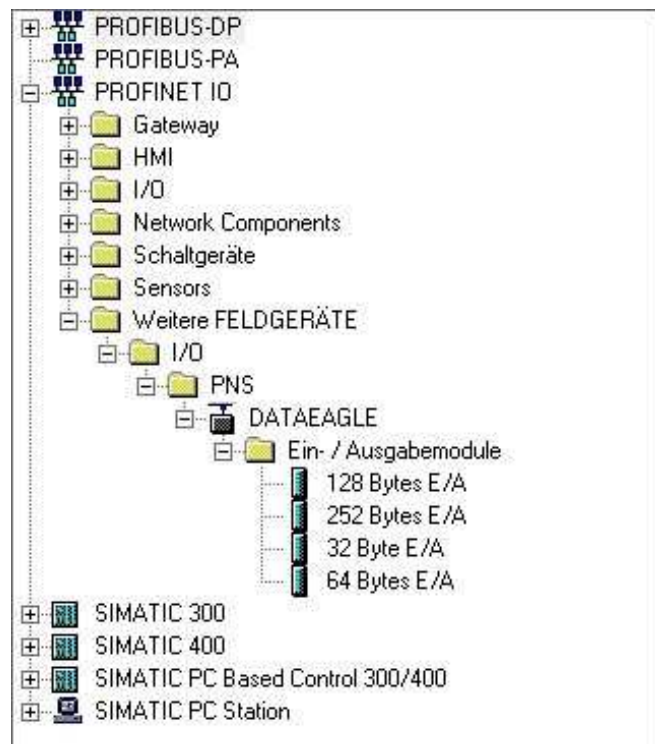 PROFIBUS-DP
PROFIBUS-PA
PROFINET IO
Gateway
HMI
I/O
Network Components
Schaltgeräte
Sensors
Weitere FELDGERÄTE
I/O
PNS
DATAEAGLE
Ein- / Ausgabemodule
128 Bytes E/A
252 Bytes E/A
32 Byte E/A
64 Bytes E/A
SIMATIC 300
SIMATIC 400
SIMATIC PC Based Control 300/400
SIMATIC PC Station